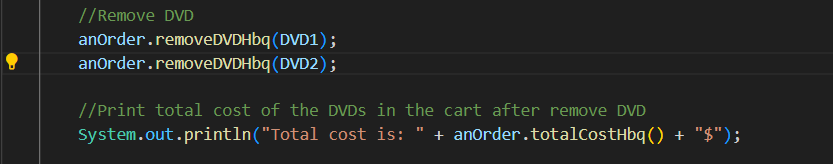 //Remove DVD
anOrder.removeDVDHbq(DVD1);
anOrder.removeDVDHbq(DVD2);
//Print total cost of the DVDs in the cart after remove DVD
System.out.println("Total cost is: " + anOrder.totalCostHbq() + "$");